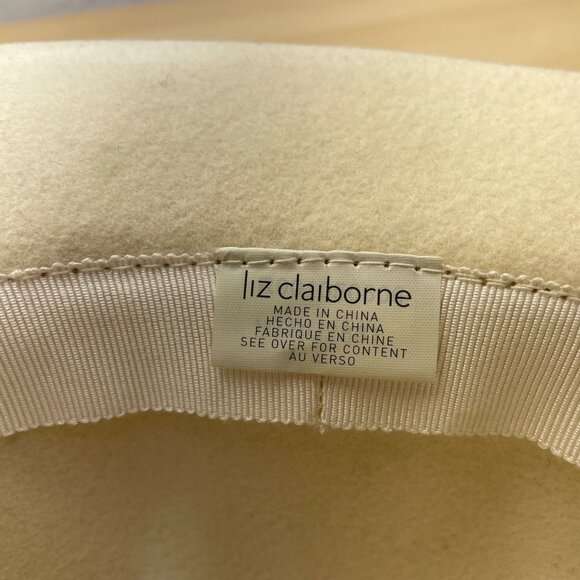 liz claiborne
MADE IN CHINA
HECHO EN CHINA
FABRIQUE EN CHINE
SEE OVER FOR CONTENT
AU VERSO